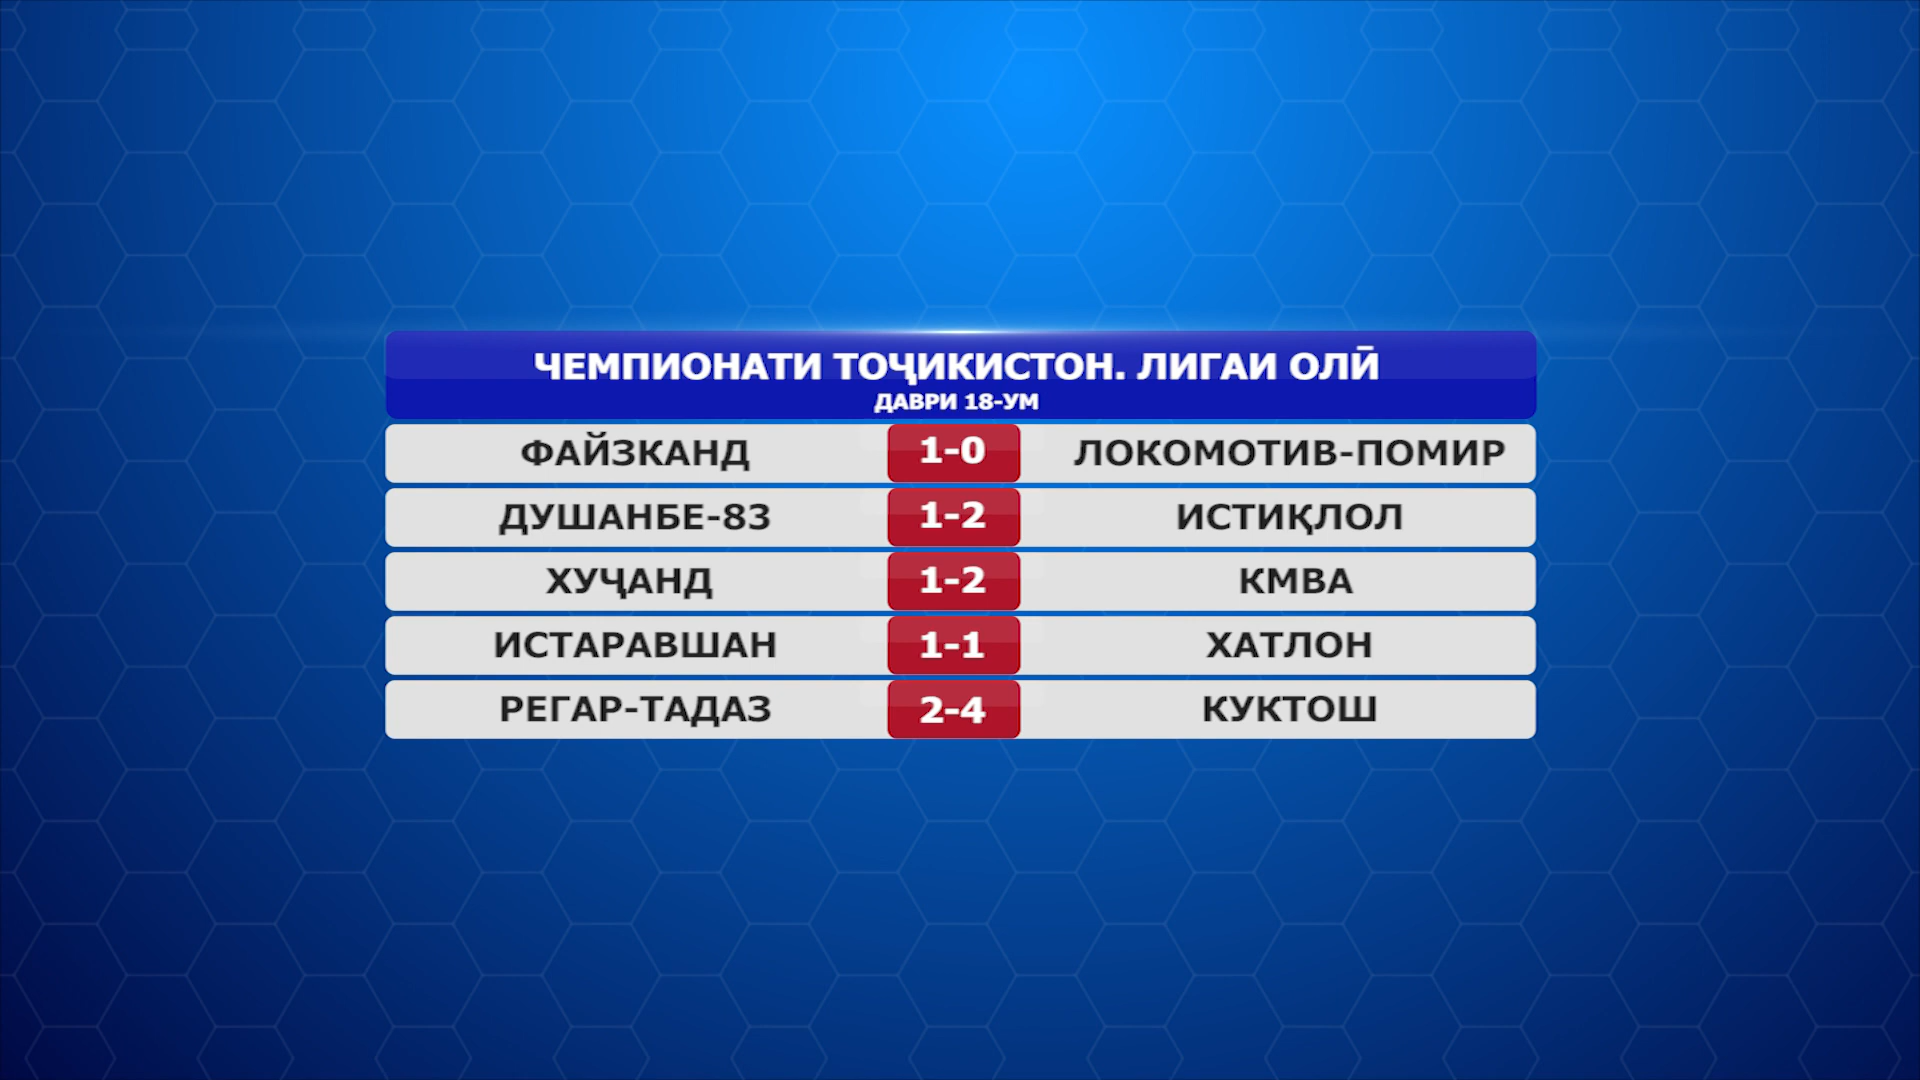 ЧЕМПИОНАТИ ТОҶИКИСТОН. ЛИГАИ ОЛӢ
ДАВРИ 18-УМ
ФАЙЗКАНД 1-0 ЛОКОМОТИВ-ПОМИР
ДУШАНБЕ-83 1-2 ИСТИҚЛОЛ
ХУҶАНД 1-2 КМВА
ИСТАРАВШАН 1-1 ХАТЛОН
РЕГАР-ТАДАЗ 2-4 КУКТОШ